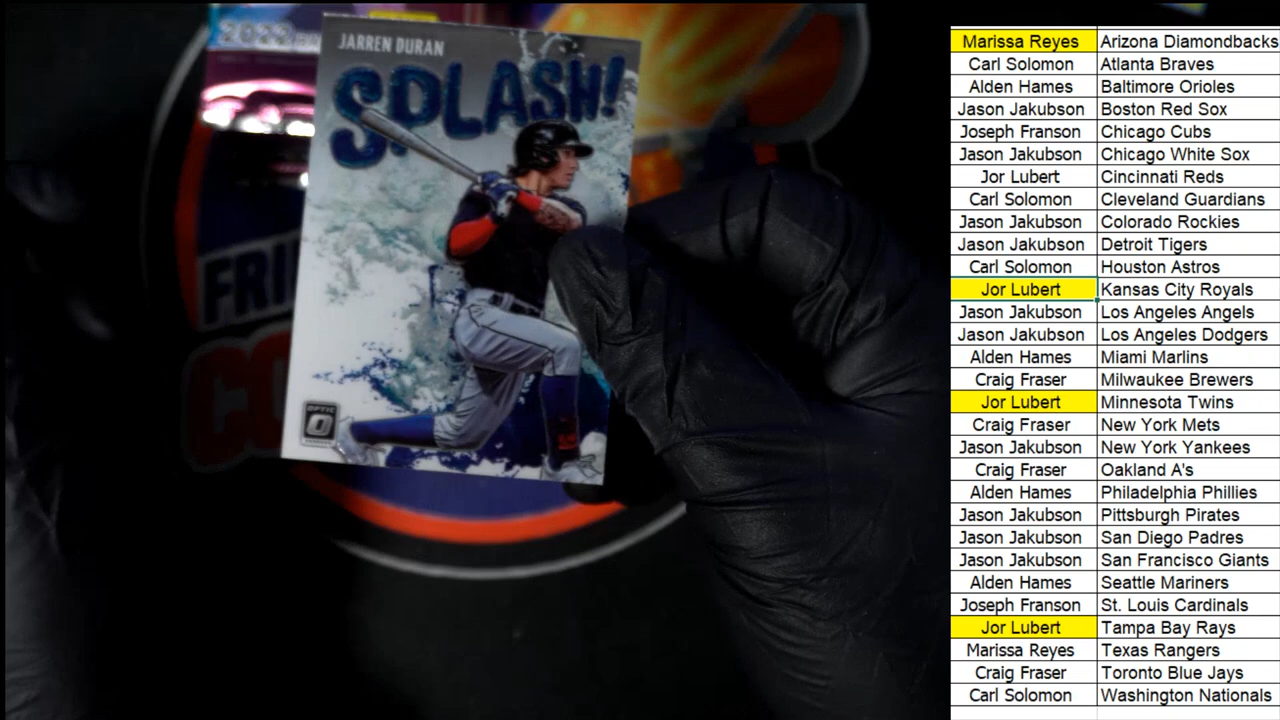 2023
JARREN DURAN
SPLASH!
FRI
CO
OPTIC
Marissa Reyes Arizona Diamondbacks
Carl Solomon Atlanta Braves
Alden Hames Baltimore Orioles
Jason Jakubson Boston Red Sox
Joseph Franson Chicago Cubs
Jason Jakubson Chicago White Sox
Jor Lubert Cincinnati Reds
Carl Solomon Cleveland Guardians
Jason Jakubson Colorado Rockies
Jason Jakubson Detroit Tigers
Carl Solomon Houston Astros
Jor Lubert Kansas City Royals
Jason Jakubson Los Angeles Angels
Jason Jakubson Los Angeles Dodgers
Alden Hames Miami Marlins
Craig Fraser Milwaukee Brewers
Jor Lubert Minnesota Twins
Craig Fraser New York Mets
Jason Jakubson New York Yankees
Craig Fraser Oakland A's
Alden Hames Philadelphia Phillies
Jason Jakubson Pittsburgh Pirates
Jason Jakubson San Diego Padres
Jason Jakubson San Francisco Giants
Alden Hames Seattle Mariners
Joseph Franson St. Louis Cardinals
Jor Lubert Tampa Bay Rays
Marissa Reyes Texas Rangers
Craig Fraser Toronto Blue Jays
Carl Solomon Washington Nationals